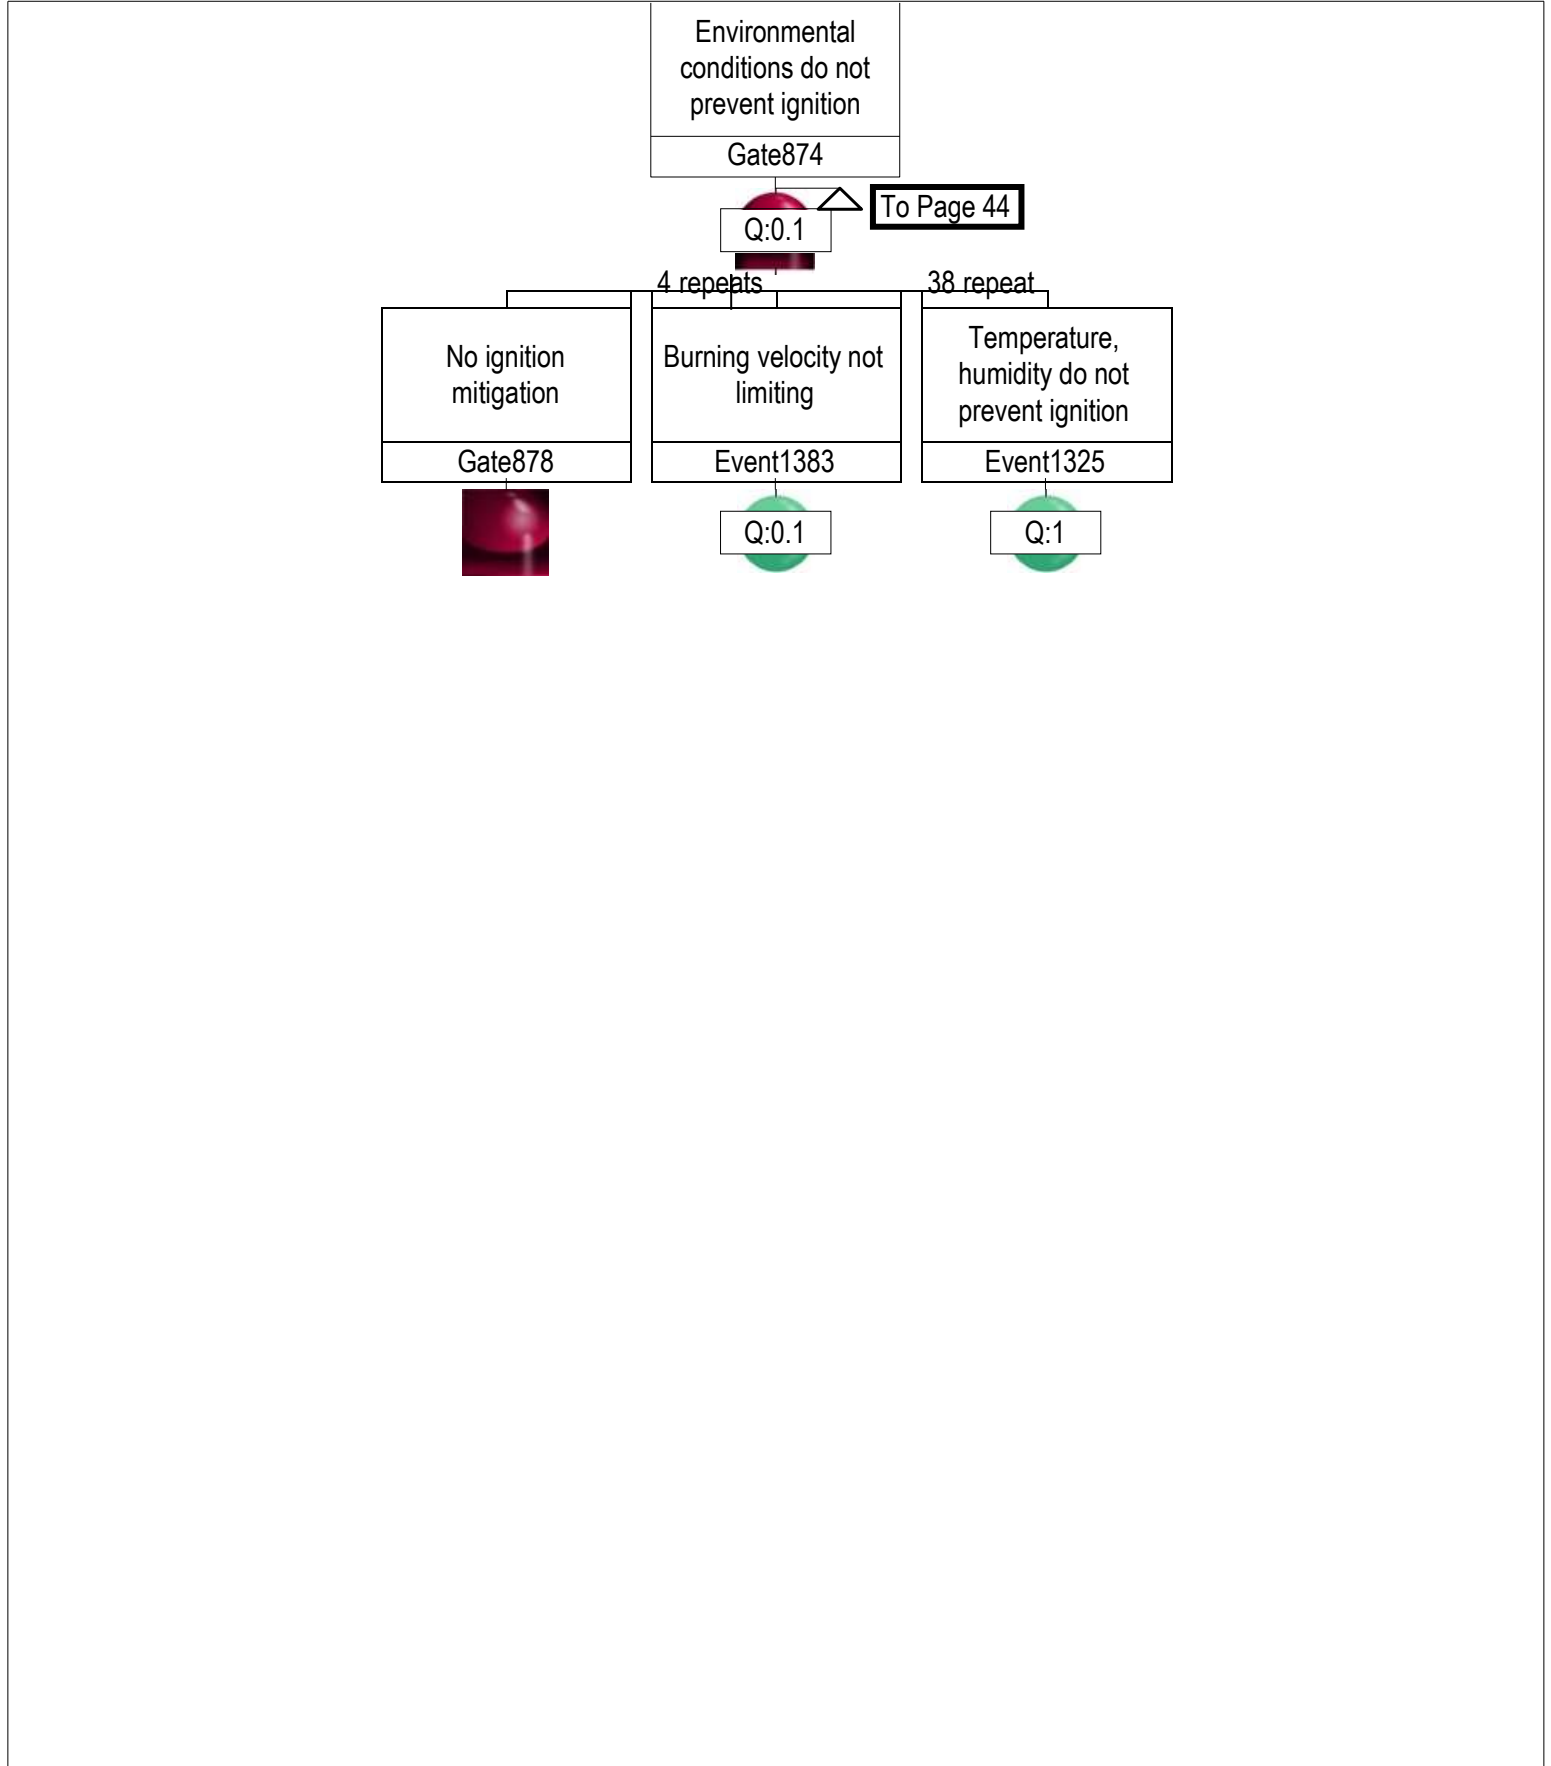 Environmental
conditions do not
prevent ignition
Gate874
To Page 44
Q:0.1
4 repeats
38 repeat
No ignition
mitigation
Gate878
Burning velocity not
limiting
Event1383
Q:0.1
Temperature,
humidity do not
prevent ignition
Event1325
Q:1